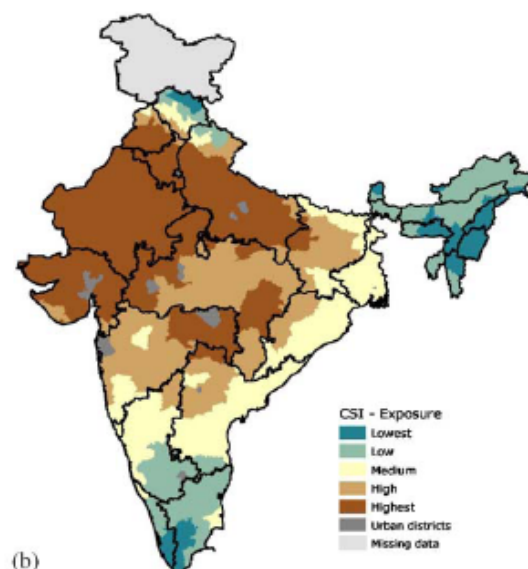 CSI - Exposure
Lowest
Low
Medium
High
Highest
Urban districts
Missing data
(b)